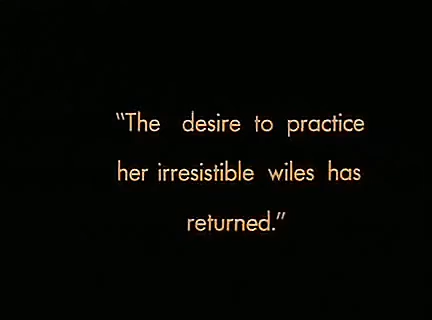 “The desire to practice
her irresistible wiles has
returned.”